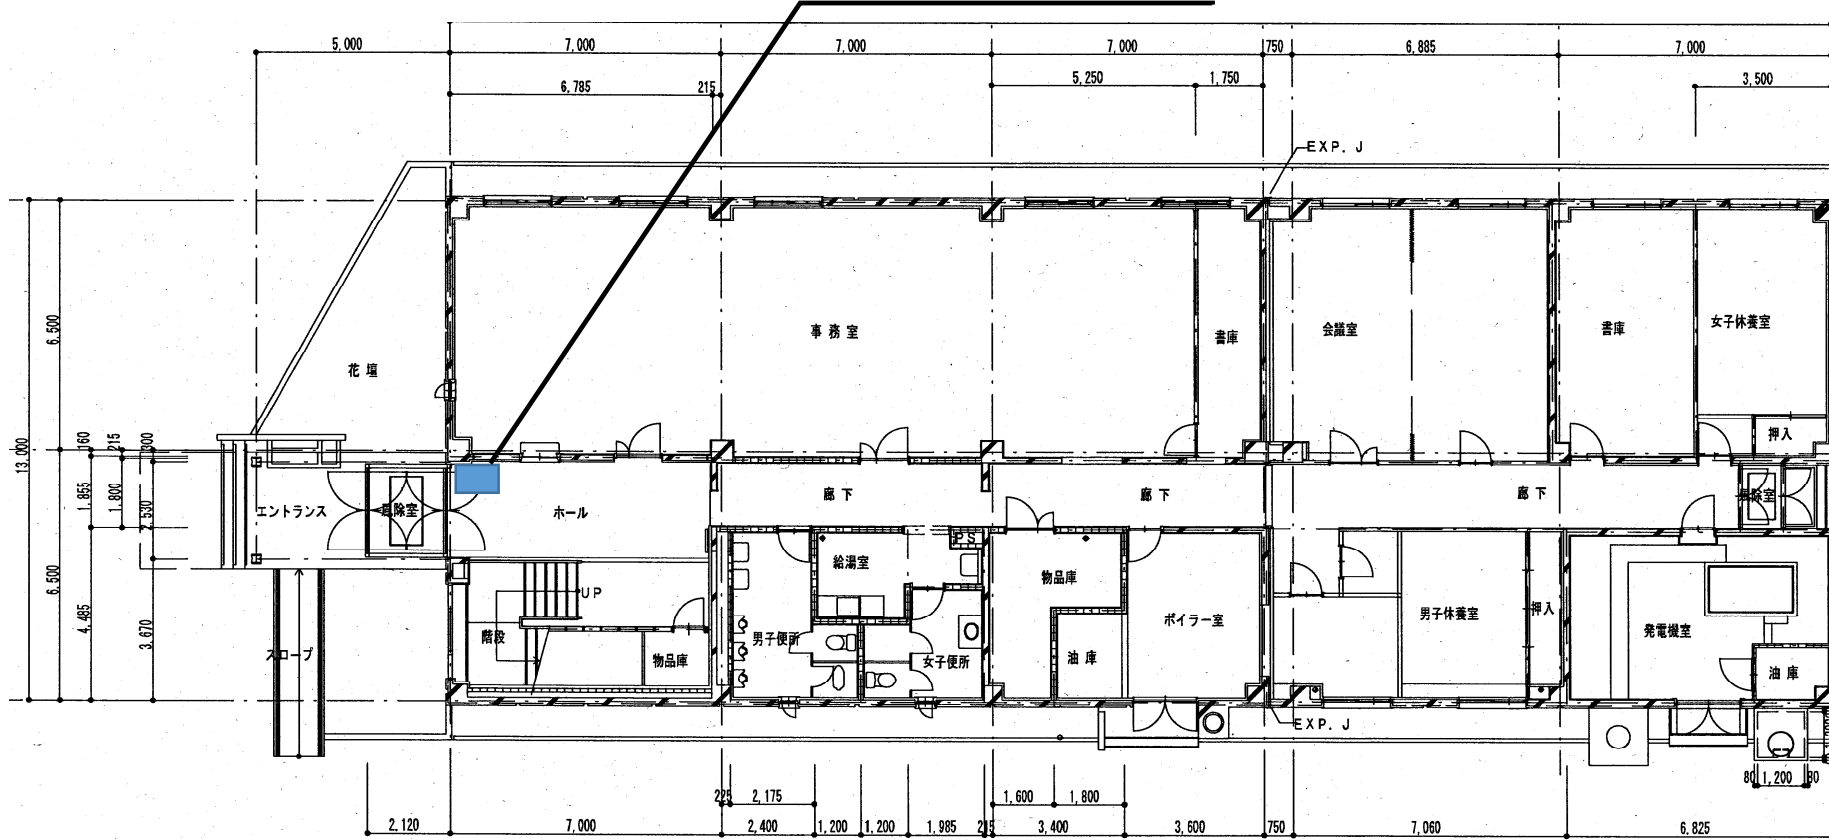 5,000 7,000 7,000 7,000 750 6,885 7,000
6,785 215 5,250 1,750 3,500
EXP. J
13,000
6,500
160
215
300
1,855
1,800
2,530
6,500
4,485
3,670
花壇
事務室
書庫
会議室
書庫
女子休養室
押入
エントランス
風除室
ホール
廊下
廊下
廊下
風除室
UP
階段
物品庫
スロープ
給湯室
PS
男子便所
女子便所
物品庫
油庫
ボイラー室
男子休養室
押入
発電機室
油庫
EXP. J
80 1,200 80
225 2,175 1,600 1,800
2,120 7,000 2,400 1,200 1,200 1,985 215 3,400 3,600 750 7,060 6,825